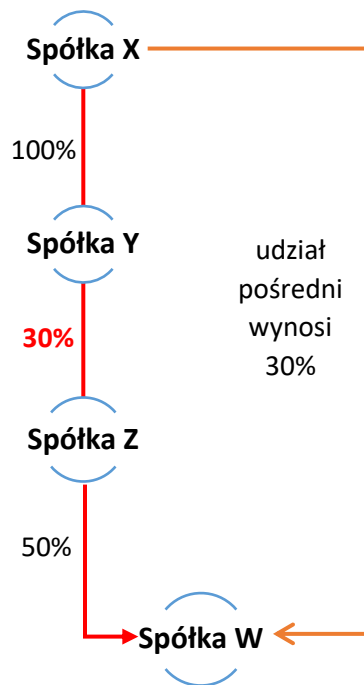 Spółka X
100%
Spółka Y
udział
pośredni
wynosi
30%
30%
Spółka Z
50%
Spółka W